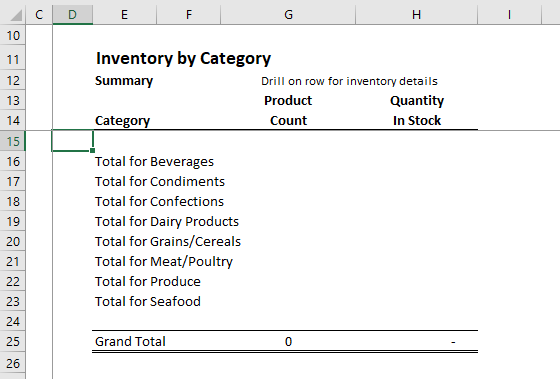 C D E F G H I
10
11 Inventory by Category
12 Summary Drill on row for inventory details
13 Product Quantity
14 Category Count In Stock
15
16 Total for Beverages
17 Total for Condiments
18 Total for Confections
19 Total for Dairy Products
20 Total for Grains/Cereals
21 Total for Meat/Poultry
22 Total for Produce
23 Total for Seafood
24
25 Grand Total 0 -
26